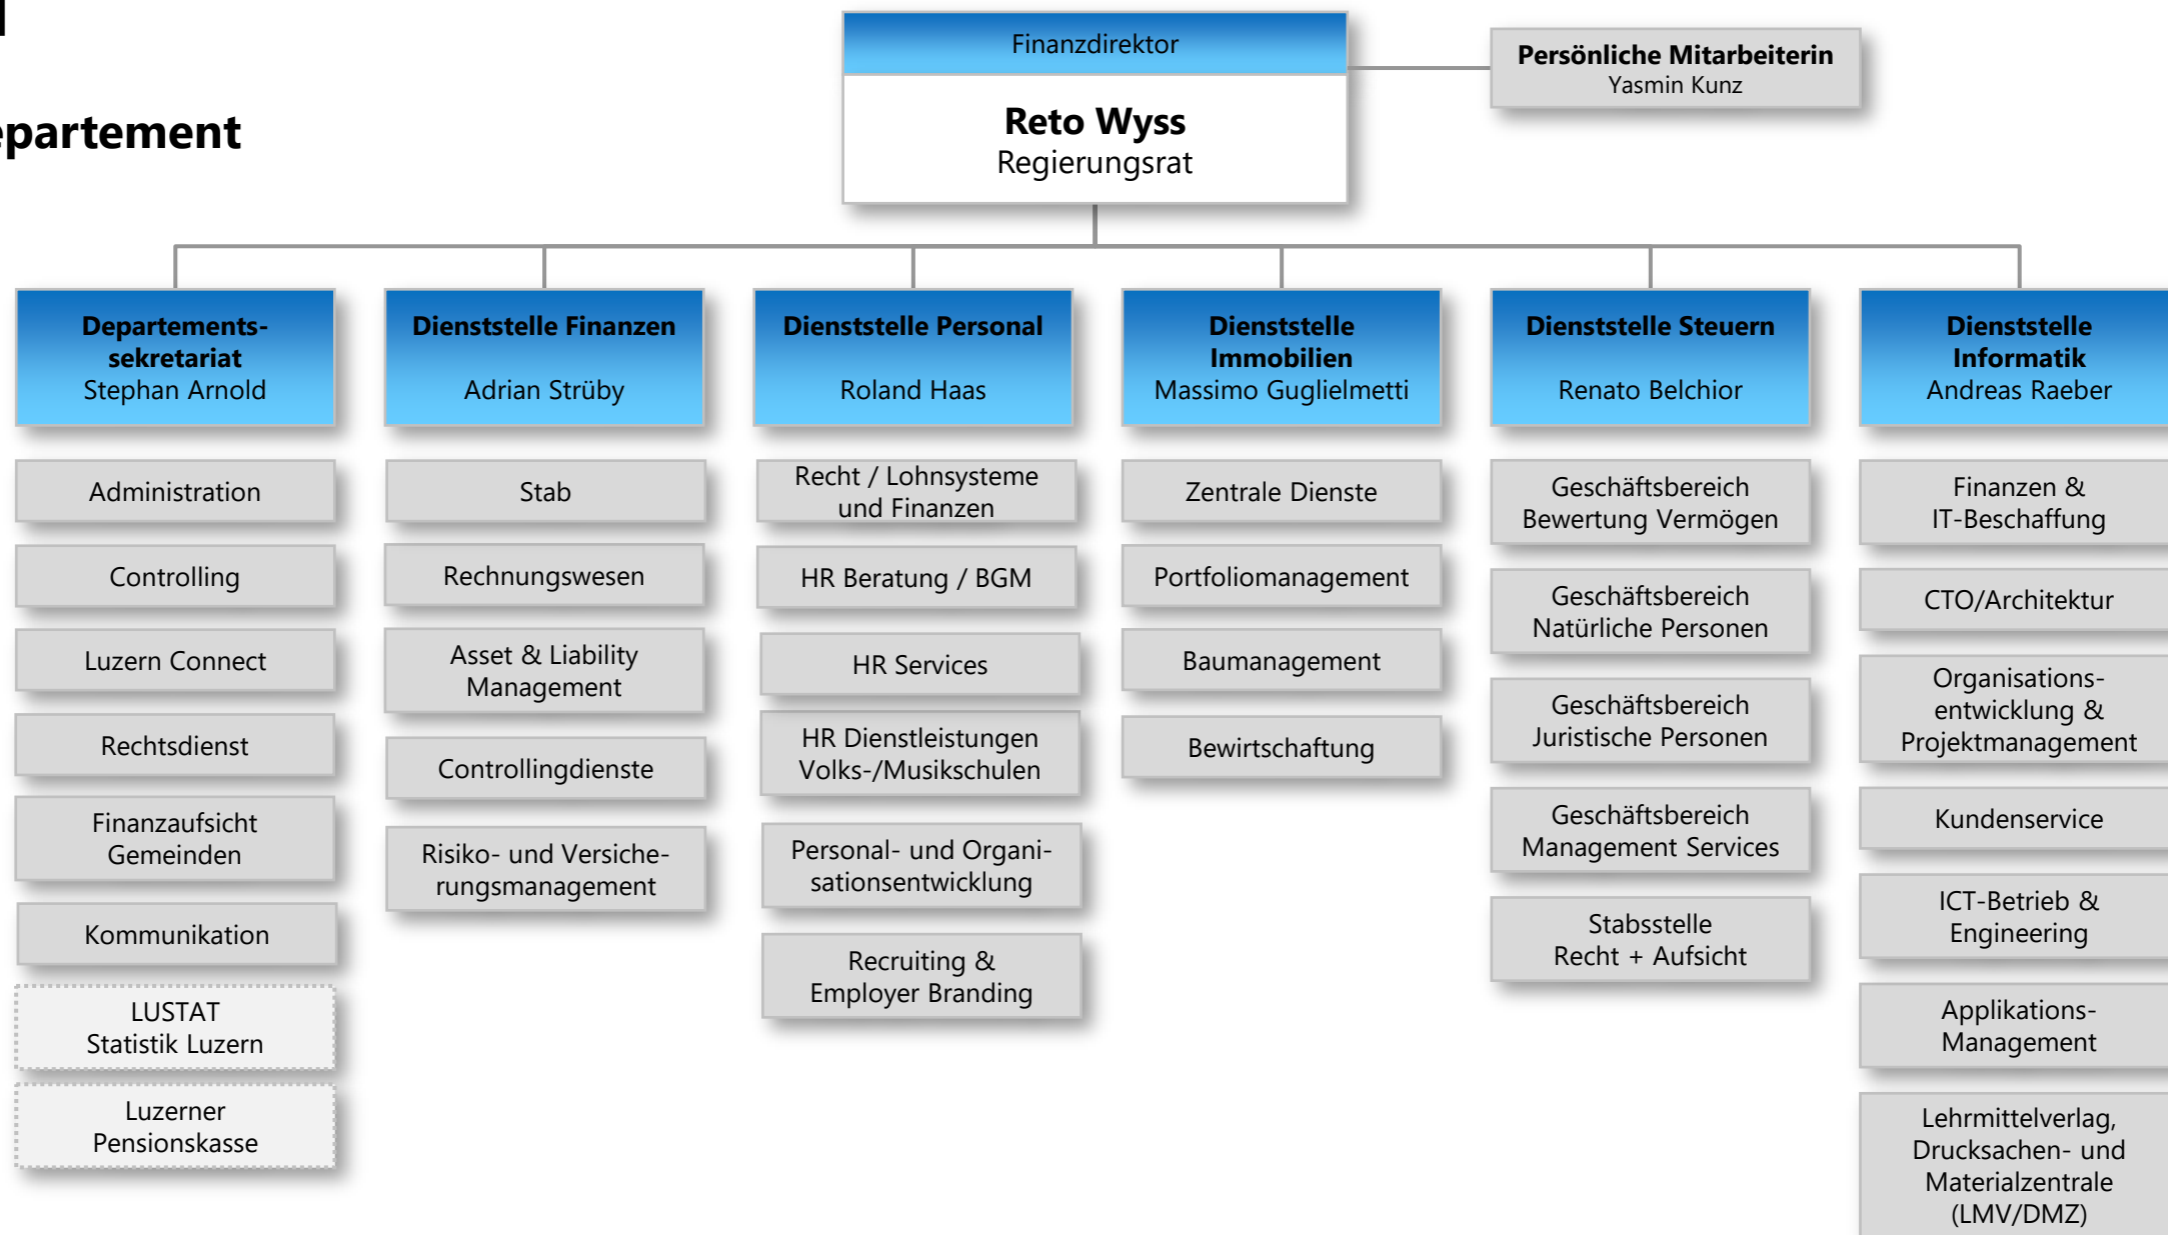 epartement
Finanzdirektor
Reto Wyss
Regierungsrat
Persönliche Mitarbeiterin
Yasmin Kunz
Departements-
sekretariat
Stephan Arnold
Administration
Controlling
Luzern Connect
Rechtsdienst
Finanzaufsicht
Gemeinden
Kommunikation
LUSTAT
Statistik Luzern
Luzerner
Pensionskasse
Dienststelle Finanzen
Adrian Strüby
Stab
Rechnungswesen
Asset & Liability
Management
Controllingdienste
Risiko- und Versiche-
rungsmanagement
Dienststelle Personal
Roland Haas
Recht / Lohnsysteme
und Finanzen
HR Beratung / BGM
HR Services
HR Dienstleistungen
Volks-/Musikschulen
Personal- und Organi-
sationsentwicklung
Recruiting &
Employer Branding
Dienststelle
Immobilien
Massimo Guglielmetti
Zentrale Dienste
Portfoliomanagement
Baumanagement
Bewirtschaftung
Dienststelle Steuern
Renato Belchior
Geschäftsbereich
Bewertung Vermögen
Geschäftsbereich
Natürliche Personen
Geschäftsbereich
Juristische Personen
Geschäftsbereich
Management Services
Stabsstelle
Recht + Aufsicht
Dienststelle
Informatik
Andreas Raeber
Finanzen &
IT-Beschaffung
CTO/Architektur
Organisations-
entwicklung &
Projektmanagement
Kundenservice
ICT-Betrieb &
Engineering
Applikations-
Management
Lehrmittelverlag,
Drucksachen- und
Materialzentrale
(LMV/DMZ)